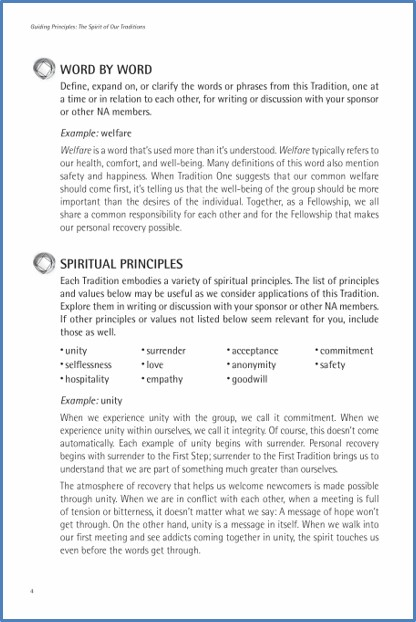 Guiding Principles: The Spirit of Our Traditions
WORD BY WORD
Define, expand on, or clarify the words or phrases from this Tradition, one at
a time or in relation to each other, for writing or discussion with your sponsor
or other NA members.
Example: welfare
Welfare is a word that's used more than it's understood. Welfare typically refers to
our health, comfort, and well-being. Many definitions of this word also mention
safety and happiness. When Tradition One suggests that our common welfare
should come first, it's telling us that the well-being of the group should be more
important than the desires of the individual. Together, as a Fellowship, we all
share a common responsibility for each other and for the Fellowship that makes
our personal recovery possible.
SPIRITUAL PRINCIPLES
Each Tradition embodies a variety of spiritual principles. The list of principles
and values below may be useful as we consider applications of this Tradition.
Explore them in writing or discussion with your sponsor or other NA members.
If other principles or values not listed below seem relevant for you, include
those as well.
• unity • surrender • acceptance • commitment
• selflessness • love • anonymity • safety
• hospitality • empathy • goodwill
Example: unity
When we experience unity with the group, we call it commitment. When we
experience unity within ourselves, we call it integrity. Of course, this doesn't come
automatically. Each example of unity begins with surrender. Personal recovery
begins with surrender to the First Step; surrender to the First Tradition brings us to
understand that we are part of something much greater than ourselves.
The atmosphere of recovery that helps us welcome newcomers is made possible
through unity. When we are in conflict with each other, when a meeting is full
of tension or bitterness, it doesn't matter what we say: A message of hope won't
get through. On the other hand, unity is a message in itself. When we walk into
our first meeting and see addicts coming together in unity, the spirit touches us
even before the words get through.
4